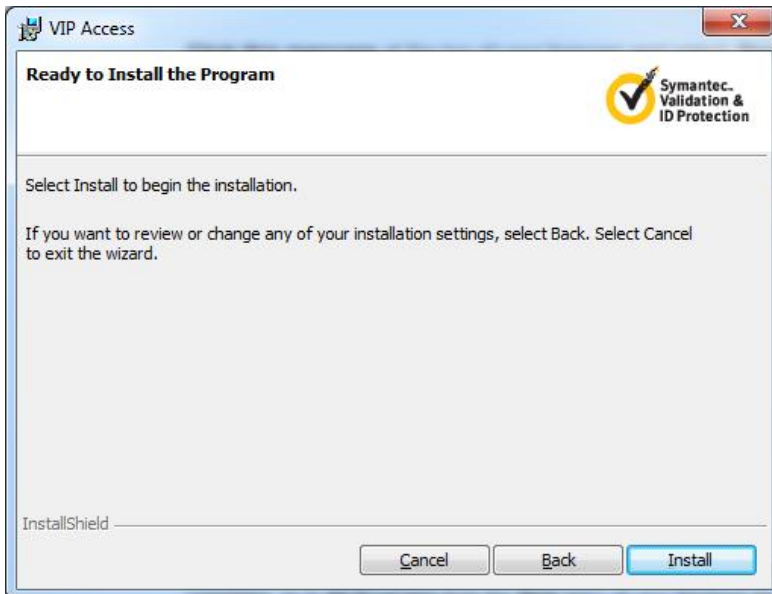 VIP Access
Ready to Install the Program
Symantec™
Validation &
ID Protection
Select Install to begin the installation.
If you want to review or change any of your installation settings, select Back. Select Cancel
to exit the wizard.
InstallShield
Cancel
Back
Install